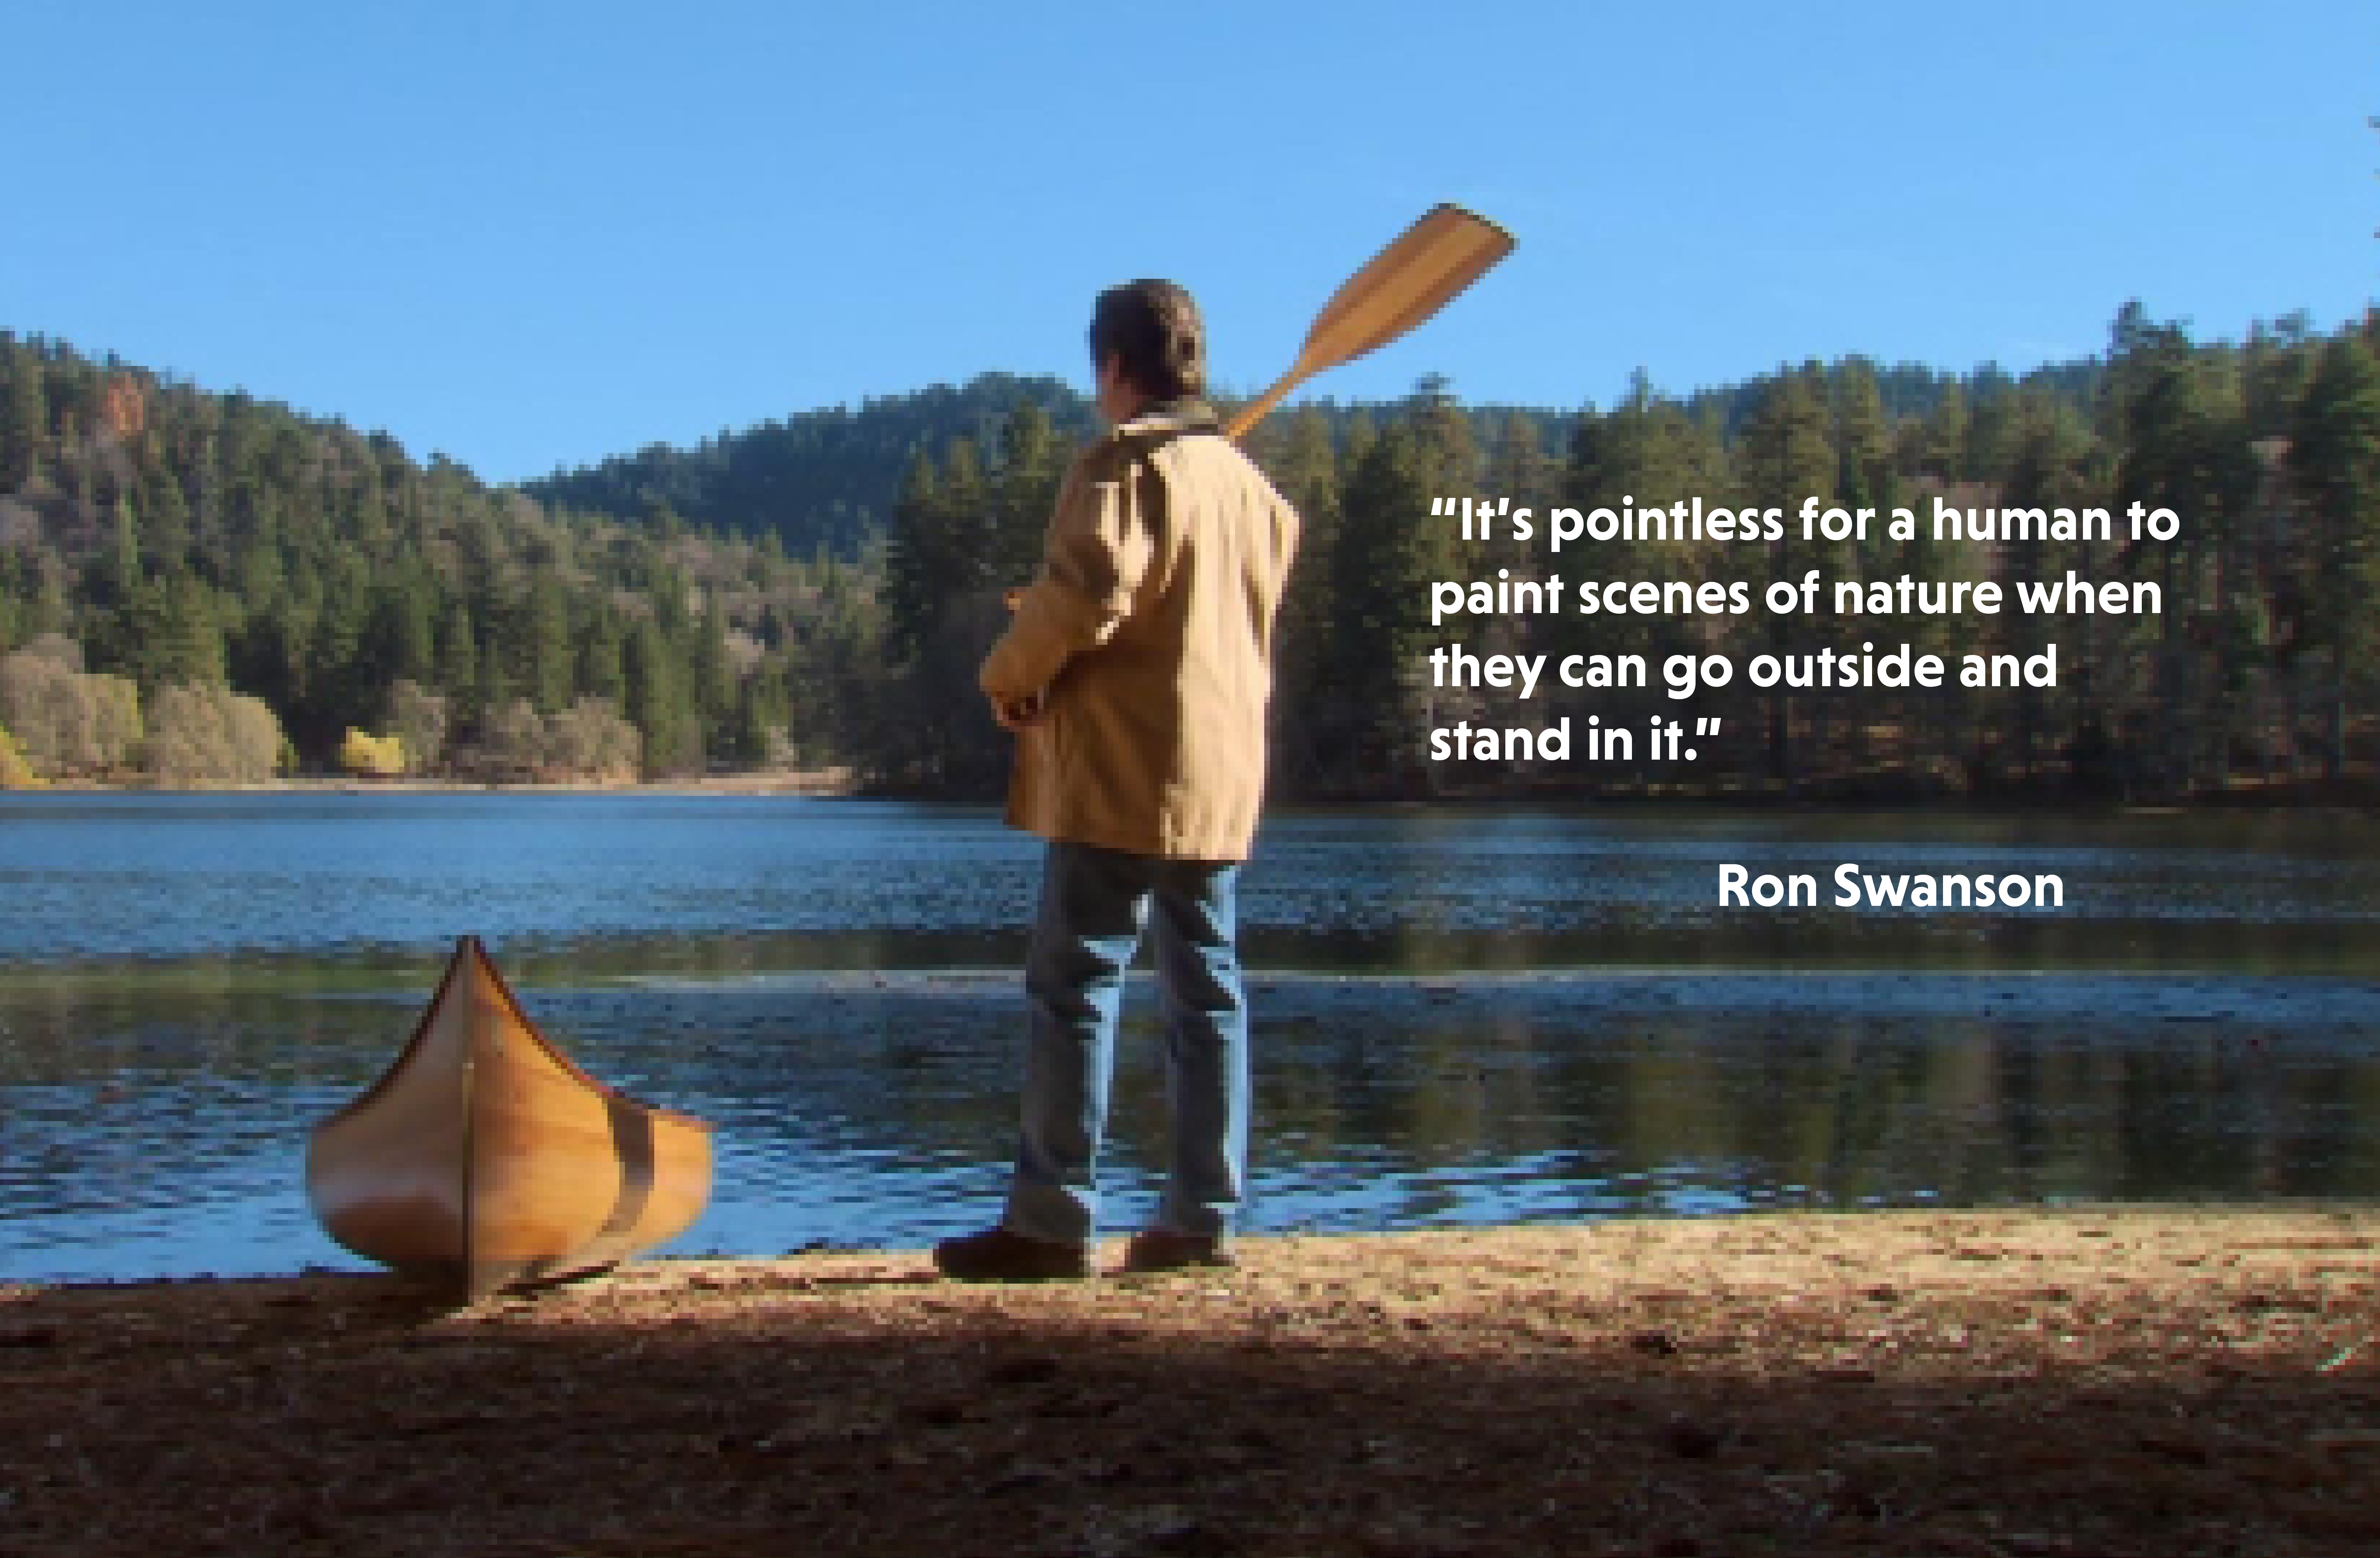 “It’s pointless for a human to
paint scenes of nature when
they can go outside and
stand in it.”
Ron Swanson